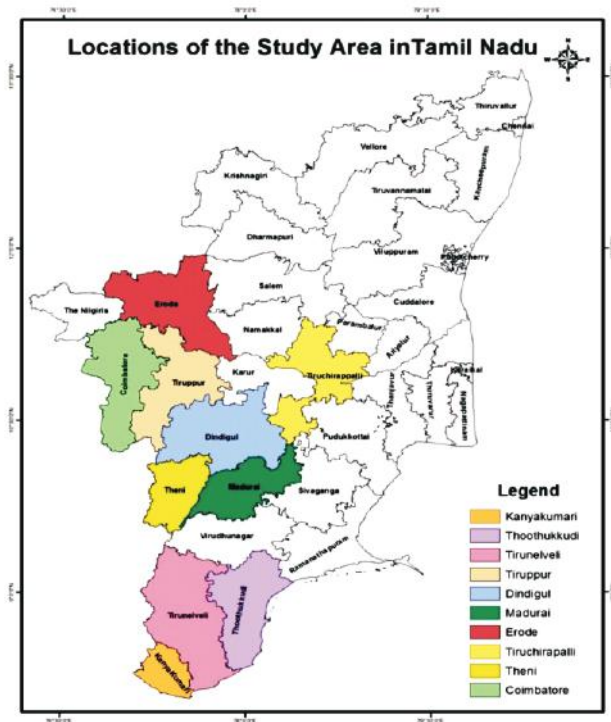 Locations of the Study Area inTamil Nadu
N
W
E
S
Thiruvallur
Chennai
Vellore
Kancheepuram
Krishnagiri
Tiruvannamalai
Dharmapuri
Viluppuram
Salem
Erode
The Nilgiris
Cuddalore
Namakkal
Perambalur
Ariyalur
Coimbatore
Tiruppur
Karur
Tiruchirappalli
Karaikal
Thanjavur
Thiruvarur
Nagapattinam
Dindigul
Pudukkottai
Theni
Madurai
Sivaganga
Virudhunagar
Ramanathapuram
Tirunelveli
Thoothukkudi
KanyaKumari
Legend
Kanyakumari
Thoothukkudi
Tirunelveli
Tiruppur
Dindigul
Madurai
Erode
Tiruchirapalli
Theni
Coimbatore